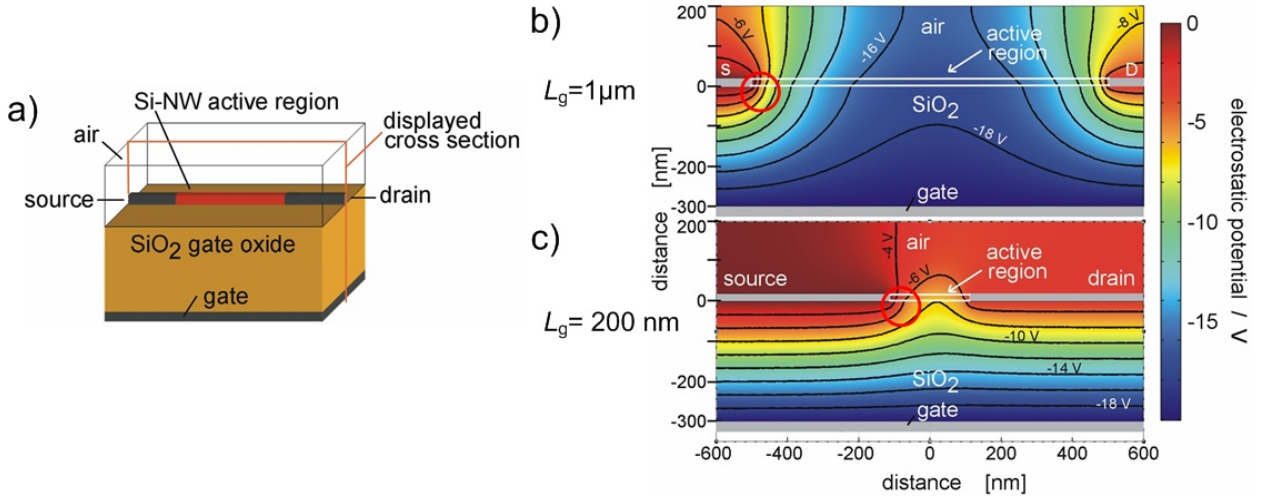 a)
Si-NW active region
air
displayed
cross section
source
drain
SiO2 gate oxide
gate
b)
Lg=1μm
200
0
-200
-300
[nm]
-6 V
-8 V
air
-16 V
active
region
S
D
SiO2
-18 V
gate
c)
Lg= 200 nm
200
0
-200
-300
distance
-4 V
air
-6 V
active
region
source
drain
-10 V
SiO2
-14 V
gate
-18 V
-600 -400 -200 0 200 400 600
distance [nm]
0
-5
-10
-15
electrostatic potential / V